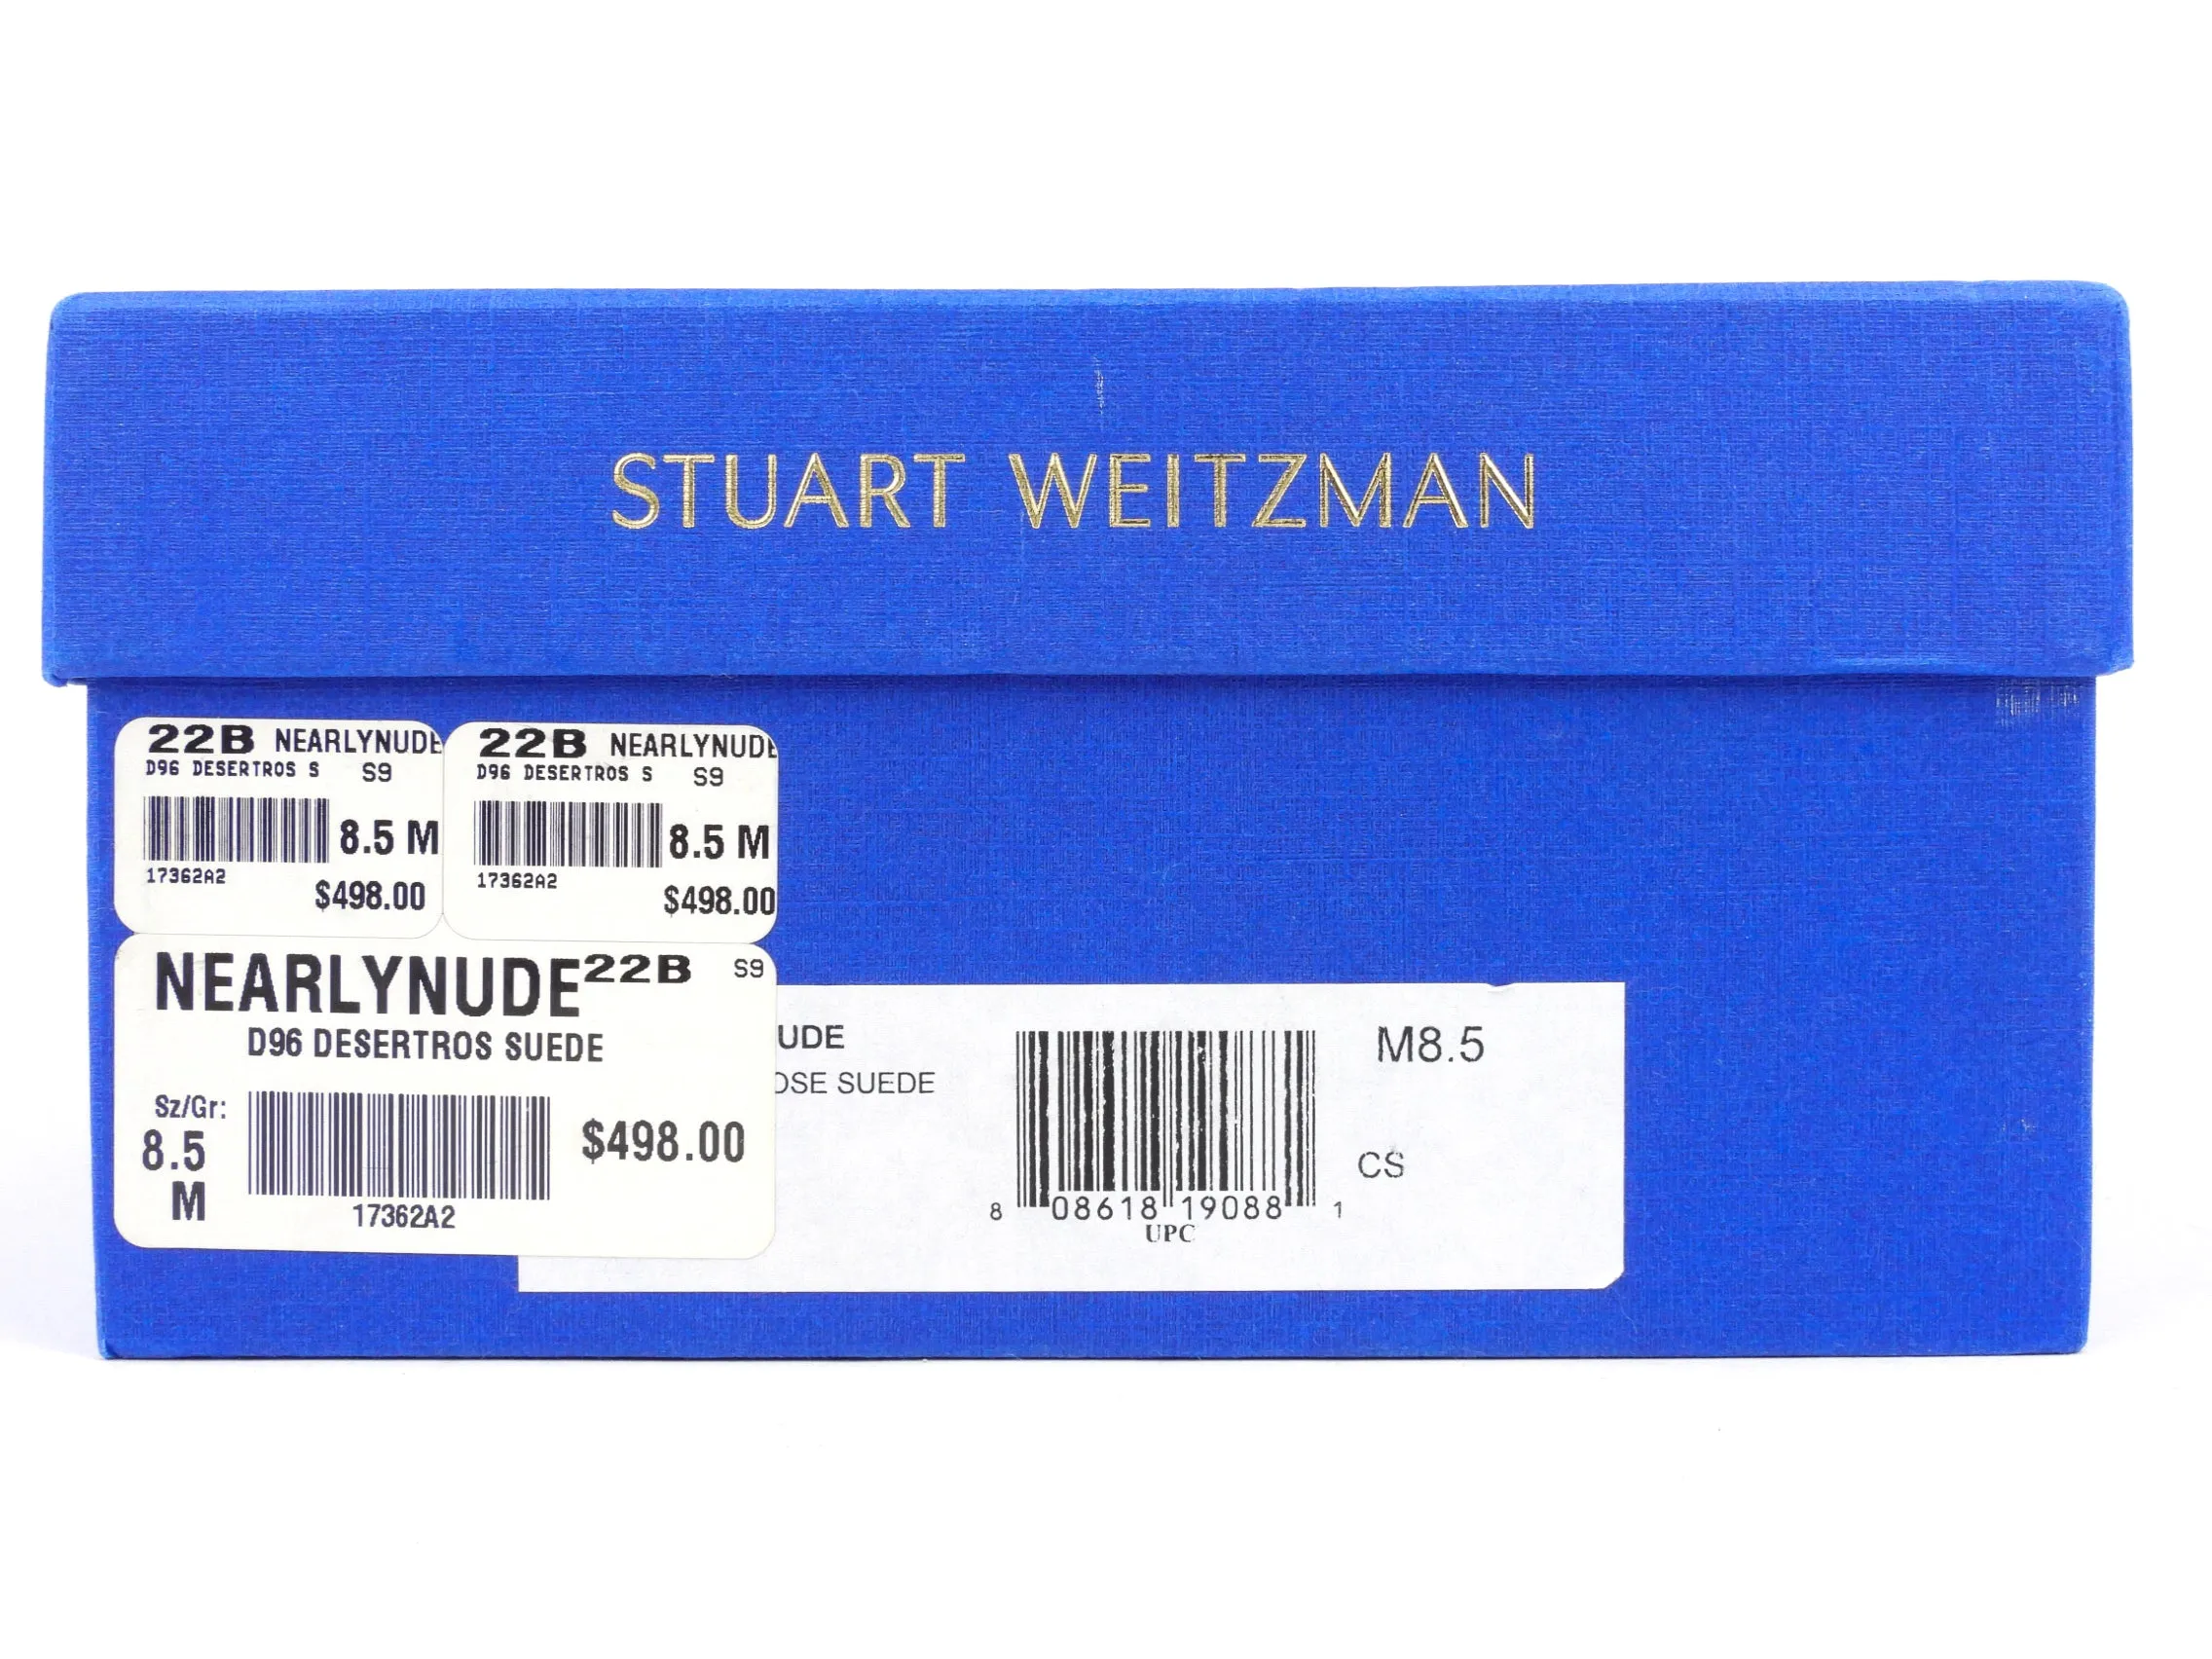 STUART WEITZMAN
22B NEARLYNUDE
D96 DESERTROS S S9
8.5 M
17362A2
$498.00
22B NEARLYNUDE
D96 DESERTROS S S9
8.5 M
17362A2
$498.00
NEARLYNUDE 22B S9
D96 DESERTROS SUEDE
Sz/Gr:
8.5
M
$498.00
17362A2
UDE
OSE SUEDE
M8.5
CS
8 08618 19088 1
UPC